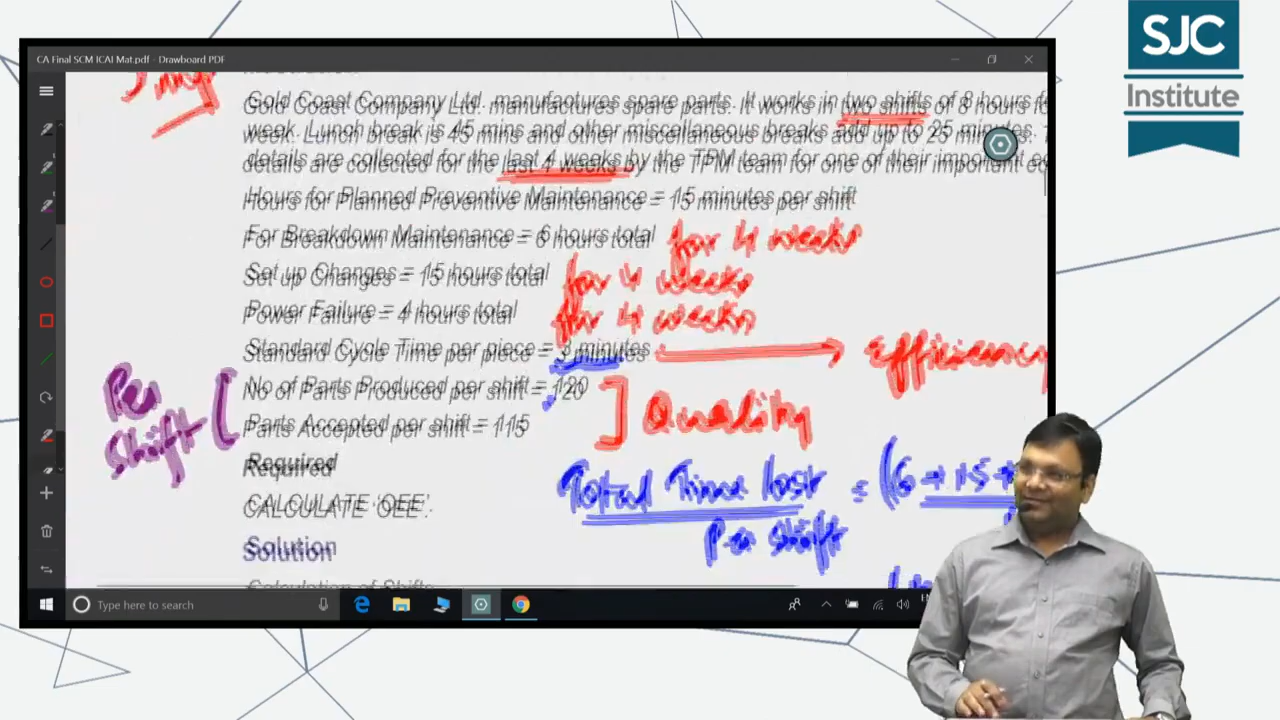 SJC
Institute
CA Final SCM ICAI Mat.pdf - Drawboard PDF
Gold Coast Company Ltd. manufactures spare parts. It works in two shifts of 8 hours
week. Lunch break is 45 mins and other miscellaneous breaks add up to 25 minutes.
details are collected for the last 4 weeks by the TPM team for one of their important
Hours for Planned Preventive Maintenance = 15 minutes per shift
For Breakdown Maintenance = 6 hours total for 4 weeks
Set up Changes = 15 hours total for 4 weeks
Power Failure = 4 hours total for 4 weeks
Standard Cycle Time per piece = 3 minutes Efficiency
No of Parts Produced per shift = 120
Parts Accepted per shift = 115
Per
Shift (
] Quality
Required
CALCULATE 'OEE'.
Total Time lost = (6 + 15 +
Per Shift
Solution
Calculation of Shifts
Type here to search